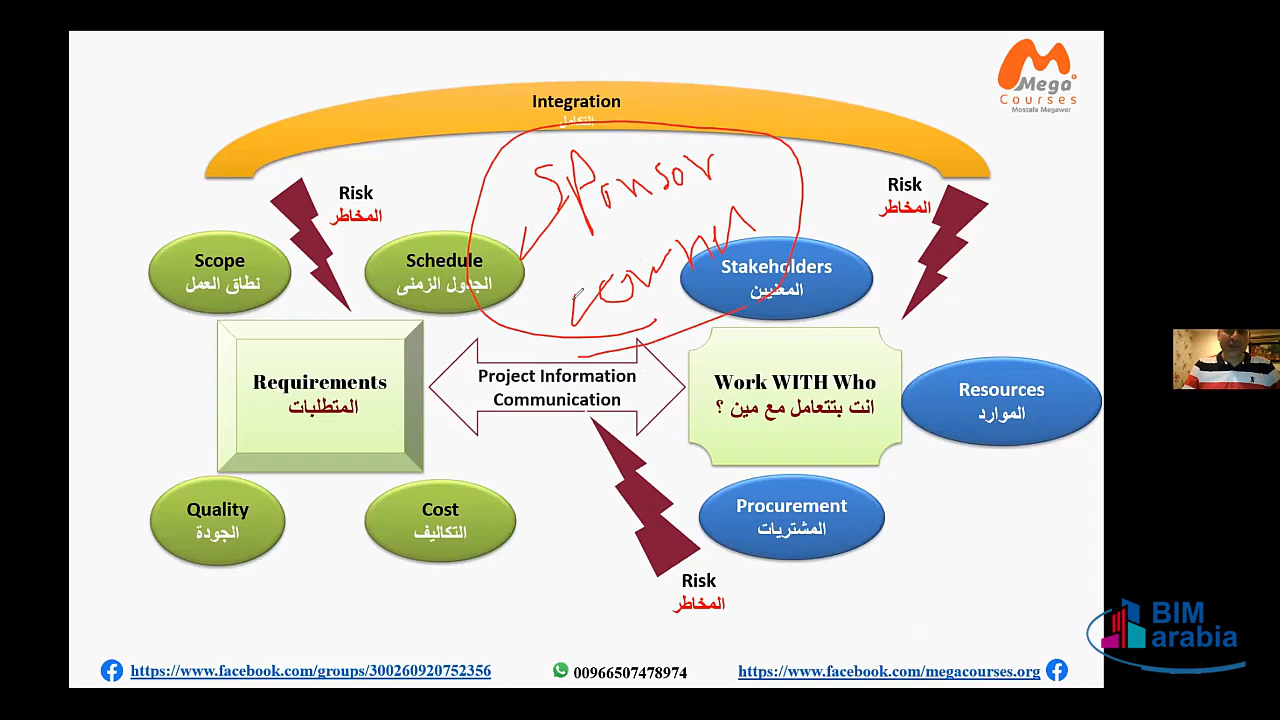 Mega
Courses
Mostafa Megawer
Integration
التكامل
Sponsor
Risk
المخاطر
Risk
المخاطر
Scope
نطاق العمل
Schedule
الجدول الزمنى
Stakeholders
المعنيين
Requirements
المتطلبات
Project Information
Communication
Work WITH Who
انت بتتعامل مع مين ؟
Resources
الموارد
Quality
الجودة
Cost
التكاليف
Procurement
المشتريات
Risk
المخاطر
BIM
arabia
https://www.facebook.com/groups/300260920752356
00966507478974
https://www.facebook.com/megacourses.org